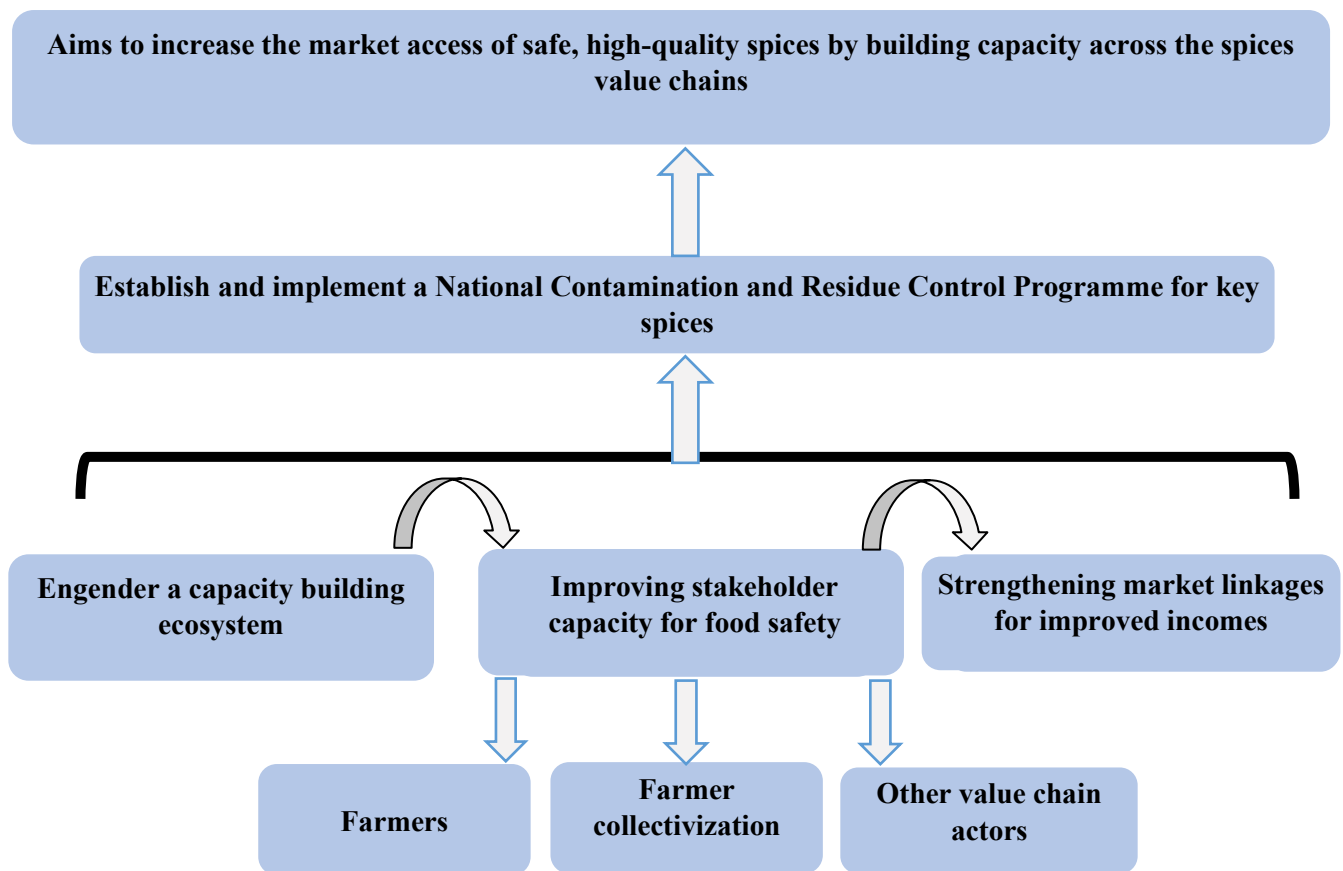 Aims to increase the market access of safe, high-quality spices by building capacity across the spices
value chains
Establish and implement a National Contamination and Residue Control Programme for key
spices
Engender a capacity building
ecosystem
Improving stakeholder
capacity for food safety
Strengthening market linkages
for improved incomes
Farmers
Farmer
collectivization
Other value chain
actors